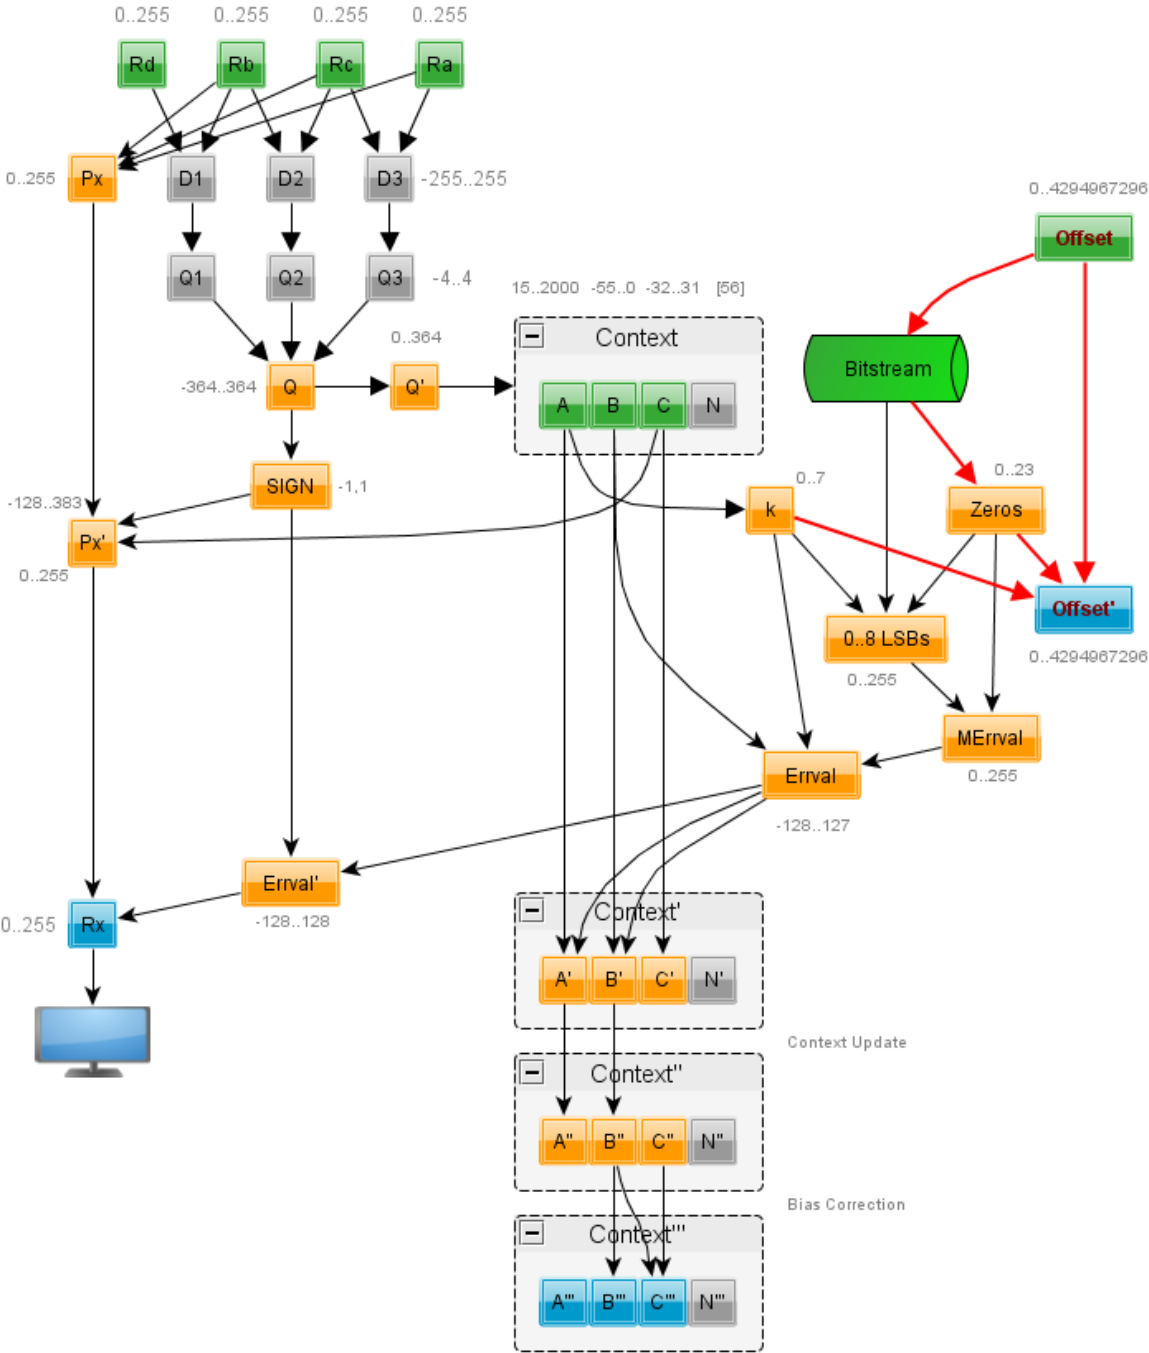 0..255 0..255 0..255 0..255
Rd Rb Rc Ra
0..255 Px D1 D2 D3 -255..255
0..4294967296
Offset
Q1 Q2 Q3 -4..4
15..2000 -55..0 -32..31 [56]
0..364
Context
Bitstream
-364..364 Q Q'
A B C N
0..7 0..23
SIGN -1,1
-128..383
k Zeros
Px'
0..255
Offset'
0..8 LSBs
0..4294967296
0..255
MErrval
0..255
Errval
-128..127
Errval'
-128..128
Context'
0..255 Rx
A' B' C' N'
Context Update
Context"
A" B" C" N"
Bias Correction
Context'"
A'" B'" C'" N'"